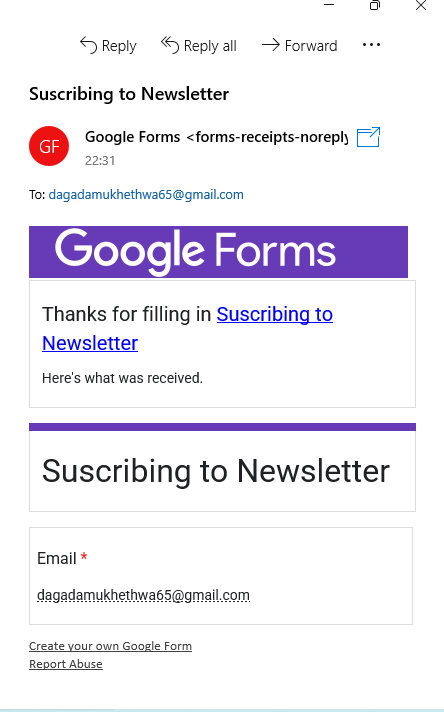 Reply Reply all Forward
Suscribing to Newsletter
GF
Google Forms <forms-receipts-noreply
22:31
To: dagadamukhethwa65@gmail.com
Google Forms
Thanks for filling in Suscribing to
Newsletter
Here's what was received.
Suscribing to Newsletter
Email *
dagadamukhethwa65@gmail.com
Create your own Google Form
Report Abuse